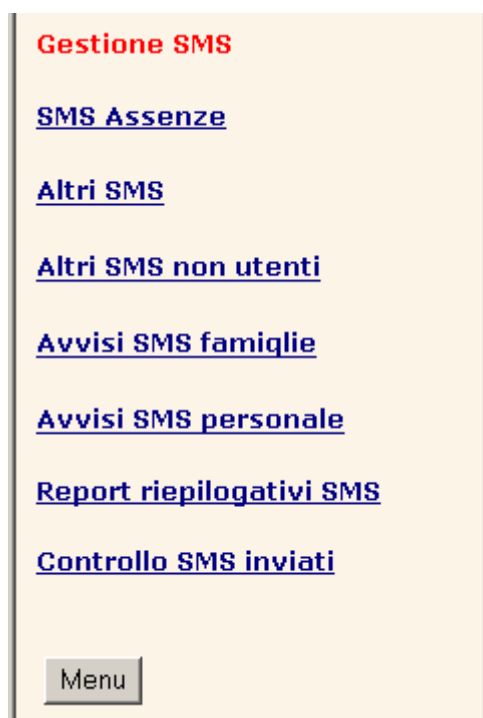 Gestione SMS
SMS Assenze
Altri SMS
Altri SMS non utenti
Avvisi SMS famiglie
Avvisi SMS personale
Report riepilogativi SMS
Controllo SMS inviati
Menu